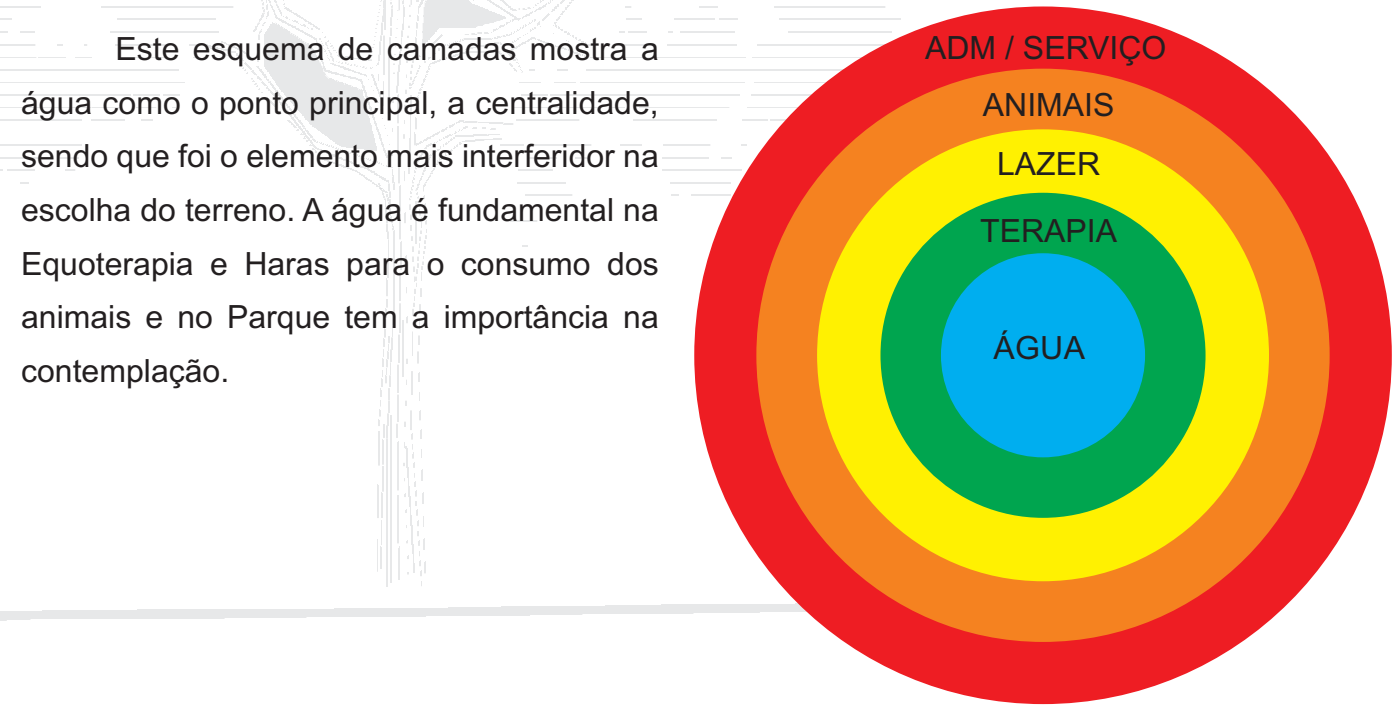 Este esquema de camadas mostra a
água como o ponto principal, a centralidade,
sendo que foi o elemento mais interferidor na
escolha do terreno. A água é fundamental na
Equoterapia e Haras para o consumo dos
animais e no Parque tem a importância na
contemplação.
ADM / SERVIÇO
ANIMAIS
LAZER
TERAPIA
ÁGUA